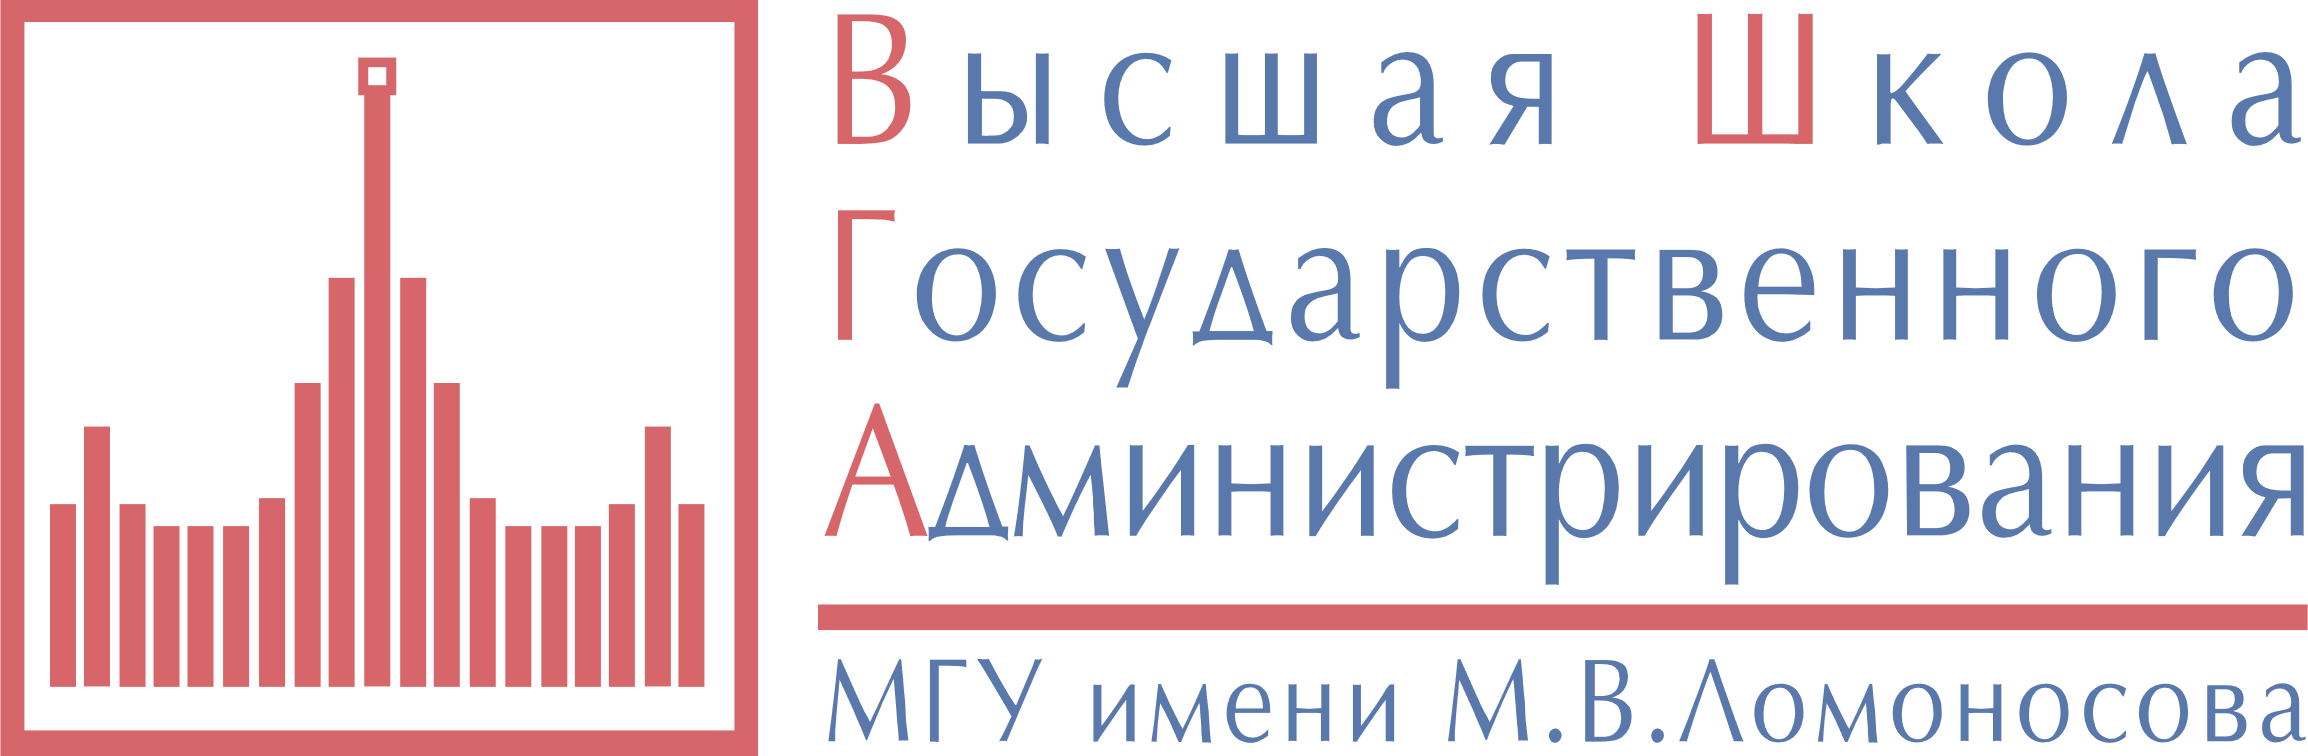 Высшая Школа
Государственного
Администрирования
МГУ имени М.В.Ломоносова